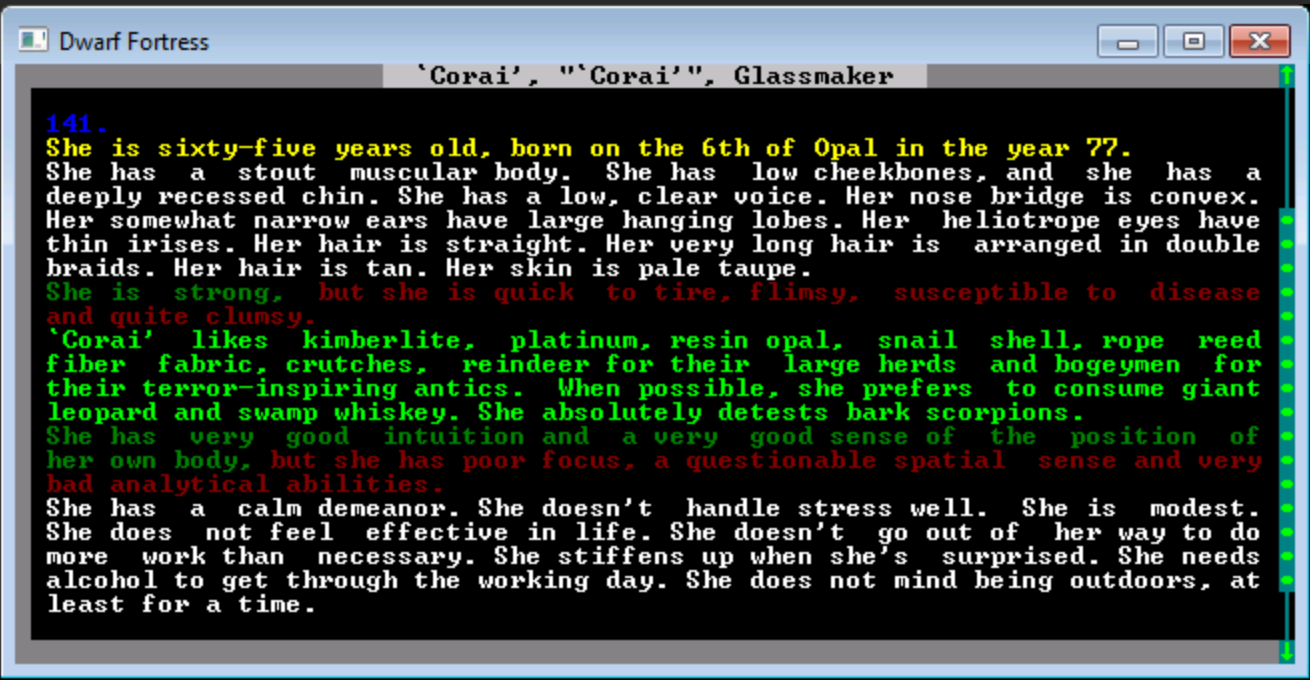 Dwarf Fortress
`Corai', "`Corai'", Glassmaker
141.
She is sixty-five years old, born on the 6th of Opal in the year 77.
She has a stout muscular body. She has low cheekbones, and she has a
deeply recessed chin. She has a low, clear voice. Her nose bridge is convex.
Her somewhat narrow ears have large hanging lobes. Her heliotrope eyes have
thin irises. Her hair is straight. Her very long hair is arranged in double
braids. Her hair is tan. Her skin is pale taupe.
She is strong, but she is quick to tire, flimsy, susceptible to disease
and quite clumsy.
`Corai' likes kimberlite, platinum, resin opal, snail shell, rope reed
fiber fabric, crutches, reindeer for their large herds and bogeymen for
their terror-inspiring antics. When possible, she prefers to consume giant
leopard and swamp whiskey. She absolutely detests bark scorpions.
She has very good intuition and a very good sense of the position of
her own body, but she has poor focus, a questionable spatial sense and very
bad analytical abilities.
She has a calm demeanor. She doesn't handle stress well. She is modest.
She does not feel effective in life. She doesn't go out of her way to do
more work than necessary. She stiffens up when she's surprised. She needs
alcohol to get through the working day. She does not mind being outdoors, at
least for a time.